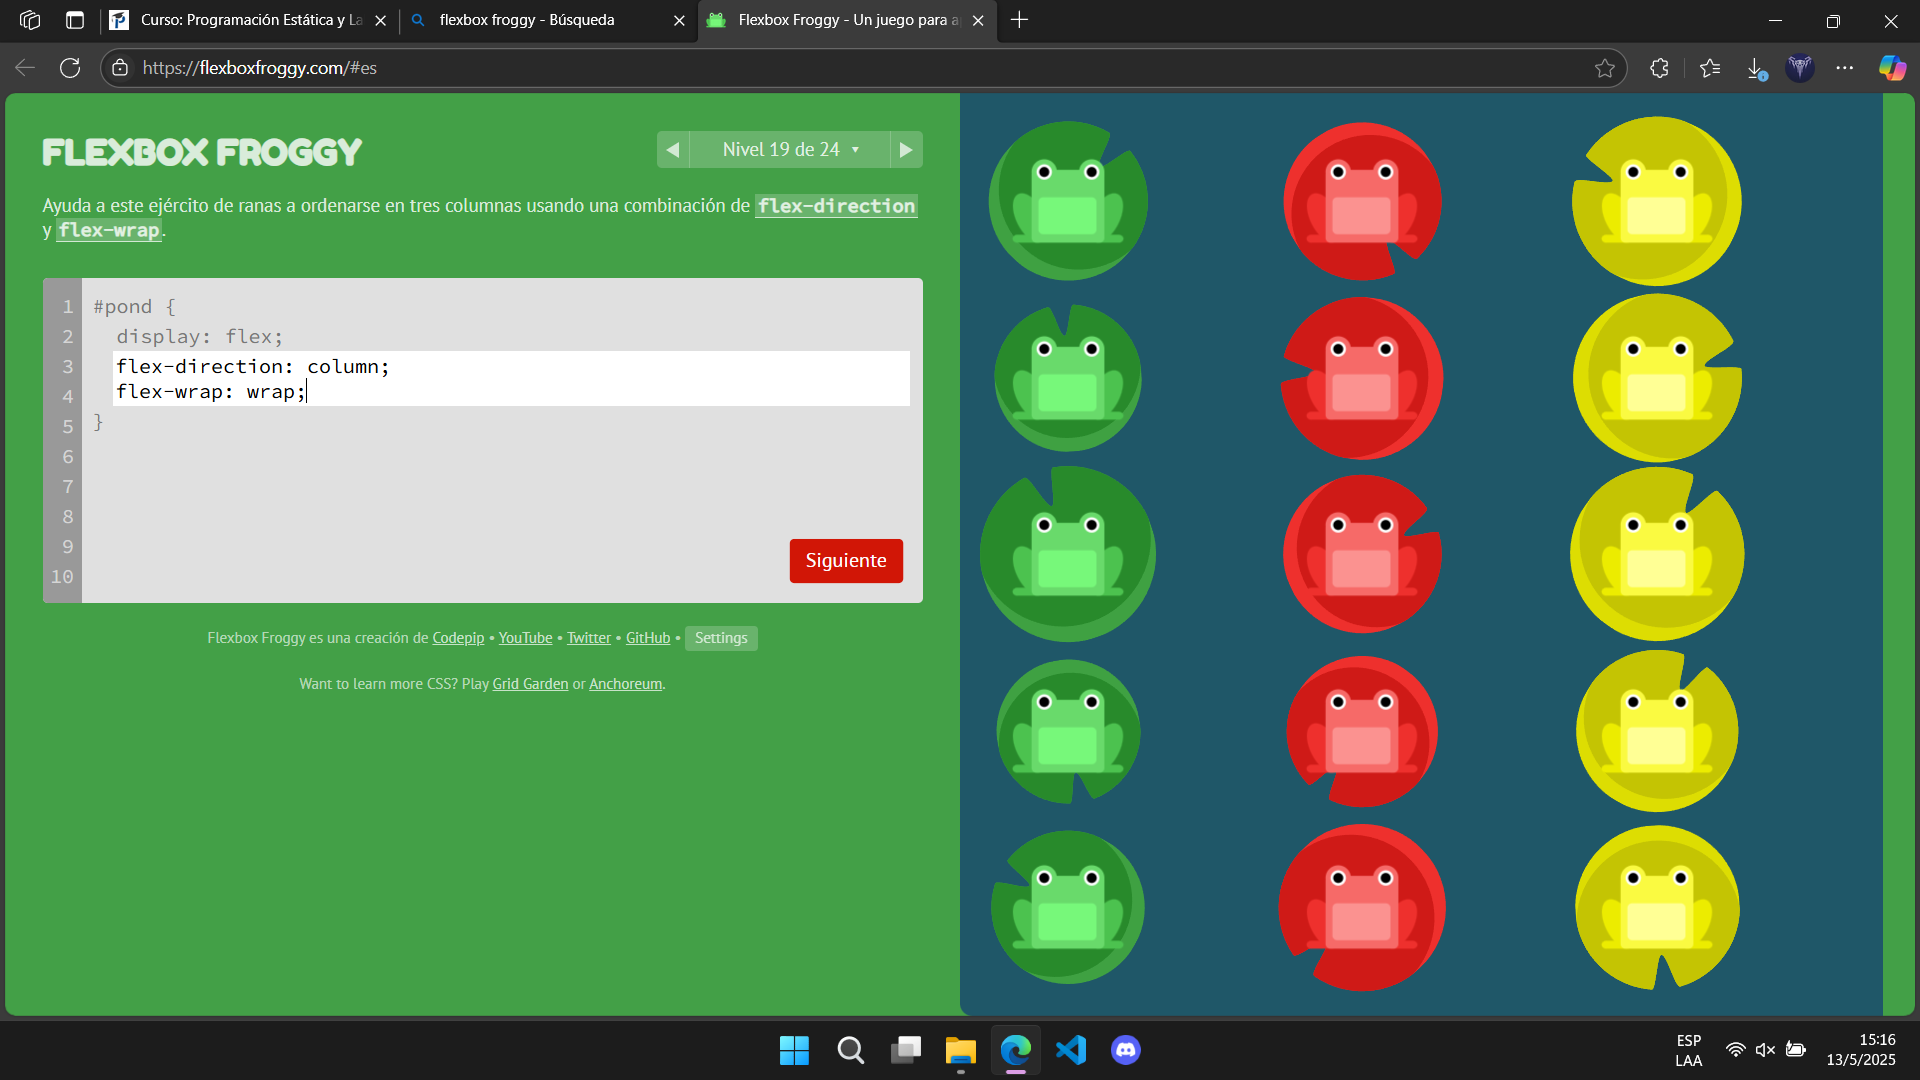 Curso: Programación Estática y La
flexbox froggy - Búsqueda
Flexbox Froggy - Un juego para a
https://flexboxfroggy.com/#es
FLEXBOX FROGGY
Nivel 19 de 24
Ayuda a este ejército de ranas a ordenarse en tres columnas usando una combinación de flex-direction
y flex-wrap.
1 #pond {
2 display: flex;
3 flex-direction: column;
4 flex-wrap: wrap;
5 }
6
7
8
9
10
Siguiente
Flexbox Froggy es una creación de Codepip • YouTube • Twitter • GitHub • Settings
Want to learn more CSS? Play Grid Garden or Anchoreum.
ESP
LAA
15:16
13/5/2025